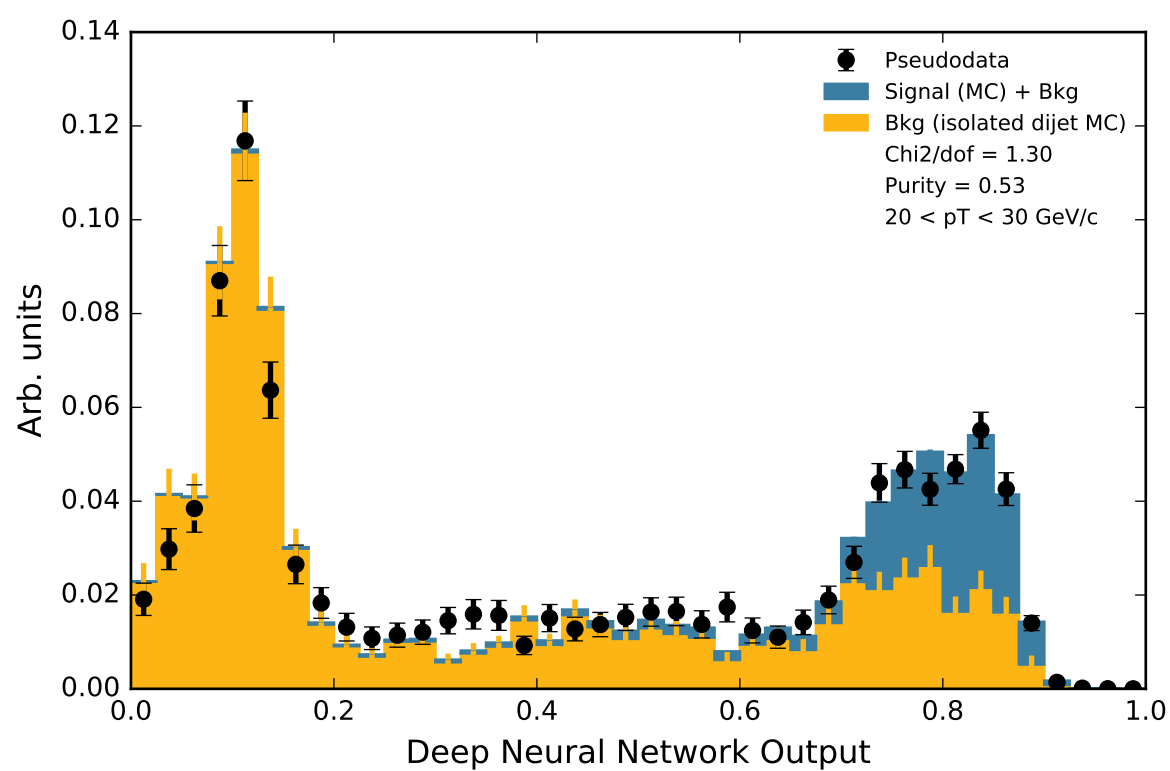 0.14
0.12
0.10
0.08
0.06
0.04
0.02
0.00
Arb. units
Pseudodata
Signal (MC) + Bkg
Bkg (isolated dijet MC)
Chi2/dof = 1.30
Purity = 0.53
20 < pT < 30 GeV/c
0.0 0.2 0.4 0.6 0.8 1.0
Deep Neural Network Output